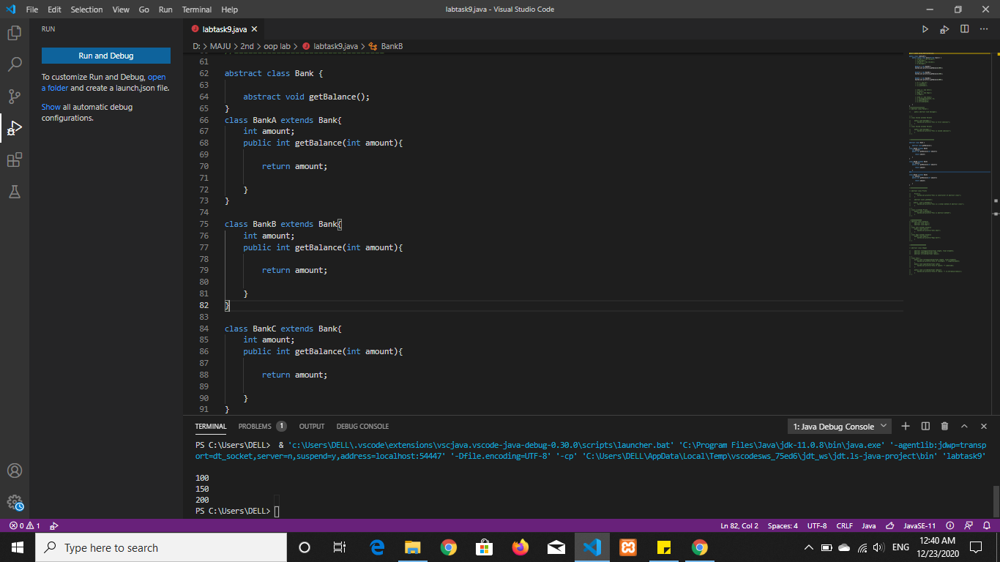 File Edit Selection View Go Run Terminal Help labtask9.java - Visual Studio Code
RUN
labtask9.java
Run and Debug
To customize Run and Debug, open
a folder and create a launch.json file.
Show all automatic debug
configurations.
D: > MAJU > 2nd > oop lab > labtask9.java > BankB
61
62 abstract class Bank {
63
64 abstract void getBalance();
65 }
66 class BankA extends Bank{
67 int amount;
68 public int getBalance(int amount){
69
70 return amount;
71
72 }
73 }
74
75 class BankB extends Bank{
76 int amount;
77 public int getBalance(int amount){
78
79 return amount;
80
81 }
82 }
83
84 class BankC extends Bank{
85 int amount;
86 public int getBalance(int amount){
87
88 return amount;
89
90 }
91 }
TERMINAL PROBLEMS 1 OUTPUT DEBUG CONSOLE 1: Java Debug Console
PS C:\Users\DELL> & 'c:\Users\DELL\.vscode\extensions\vscjava.vscode-java-debug-0.30.0\scripts\launcher.bat' 'C:\Program Files\Java\jdk-11.0.8\bin\java.exe' '-agentlib:jdwp=transp
ort=dt_socket,server=n,suspend=y,address=localhost:54447' '-Dfile.encoding=UTF-8' '-cp' 'C:\Users\DELL\AppData\Local\Temp\vscodesws_75ed6\jdt_ws\jdt.ls-java-project\bin' 'labtask9'
100
150
200
PS C:\Users\DELL>
0 1 Ln 82, Col 2 Spaces: 4 UTF-8 CRLF Java JavaSE-11
Type here to search
ENG
12:40 AM
12/23/2020